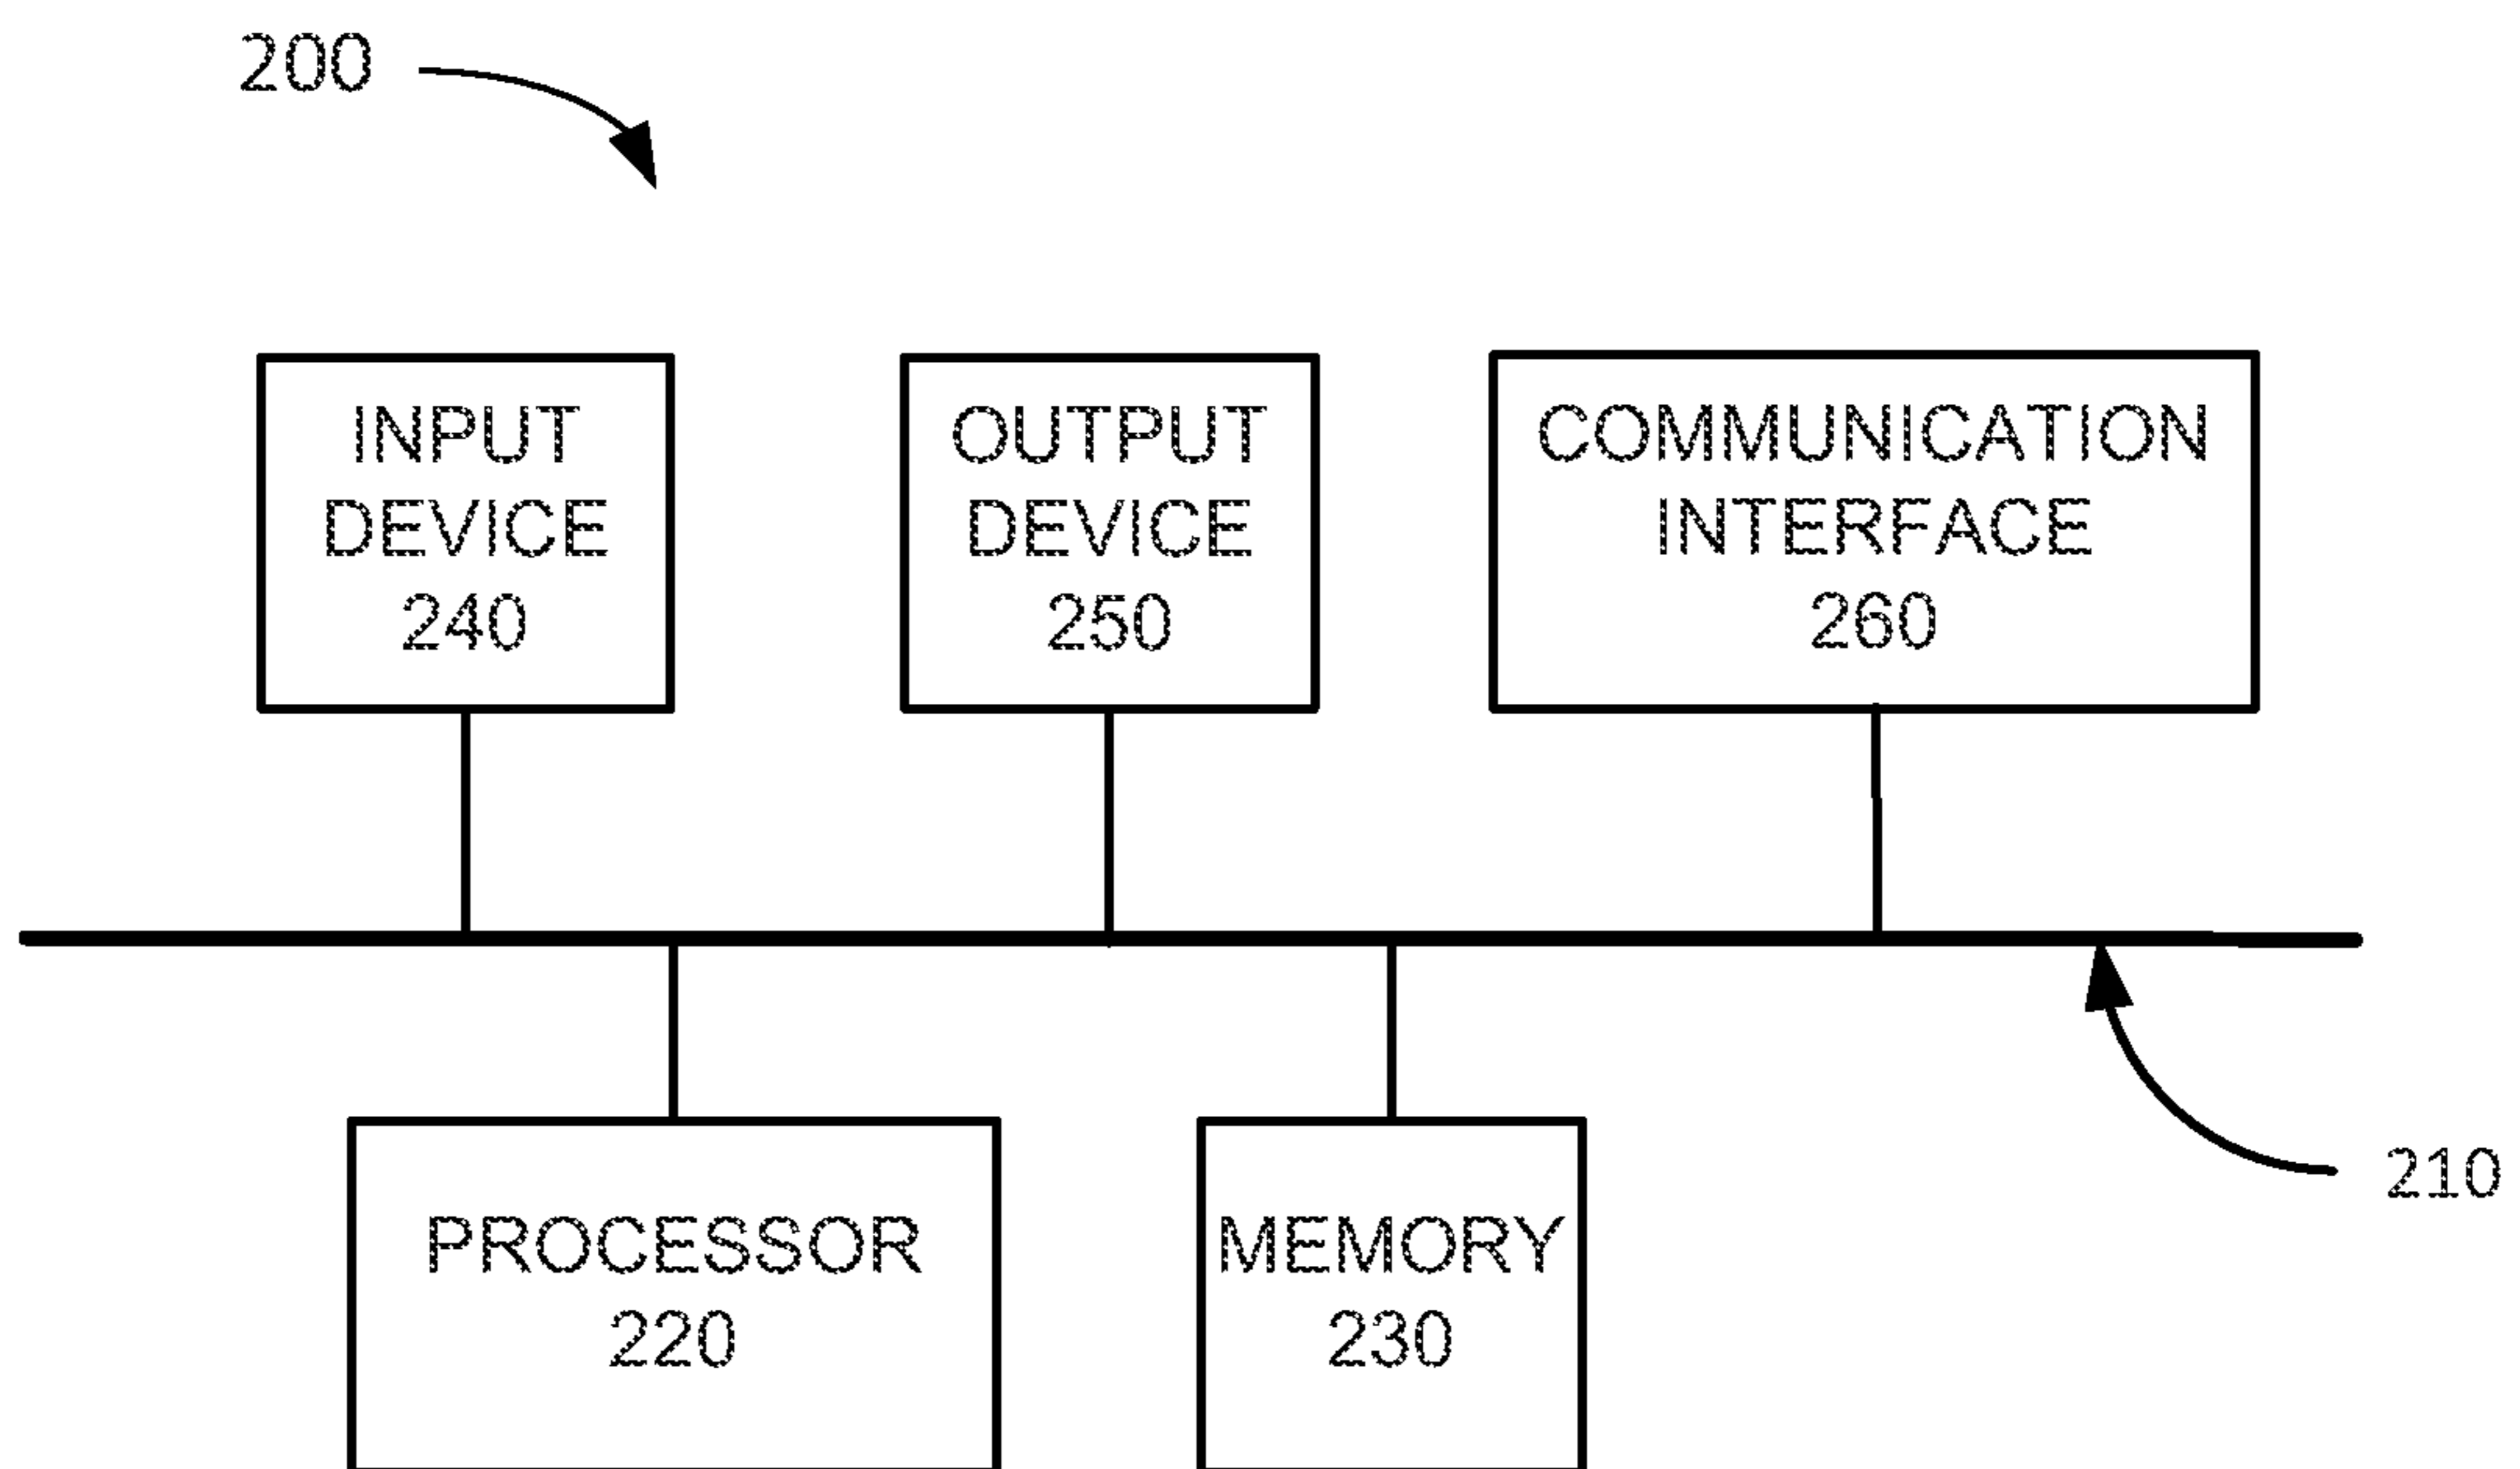 200
INPUT
DEVICE
240
OUTPUT
DEVICE
250
COMMUNICATION
INTERFACE
260
210
PROCESSOR
220
MEMORY
230